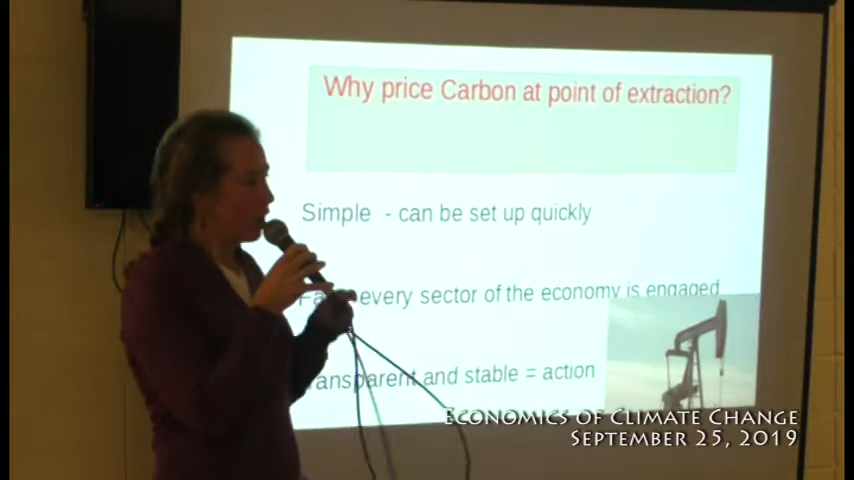 Why price Carbon at point of extraction?
Simple - can be set up quickly
every sector of the economy is engaged
and stable = action
ECONOMICS OF CLIMATE CHANGE
SEPTEMBER 25, 2019